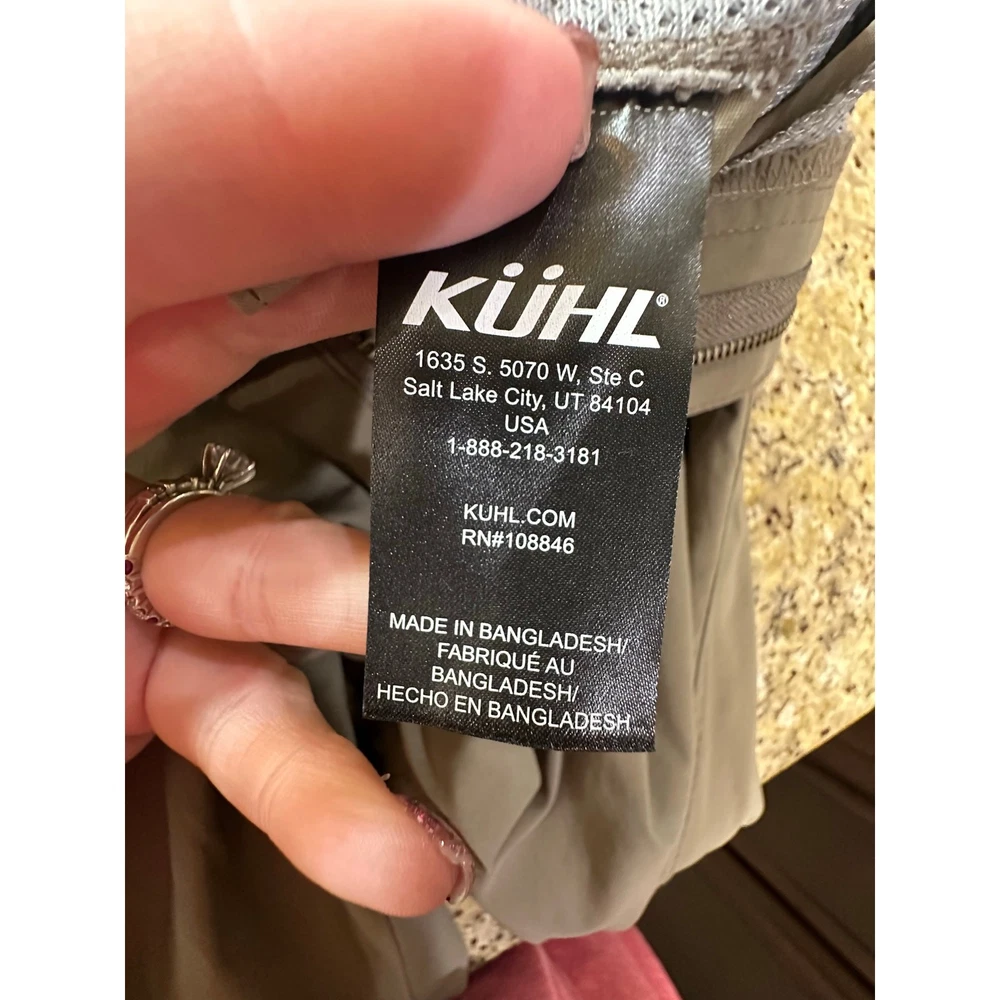 KÜHL®
1635 S. 5070 W, Ste C
Salt Lake City, UT 84104
USA
1-888-218-3181
KUHL.COM
RN#108846
MADE IN BANGLADESH/
FABRIQUÉ AU
BANGLADESH/
HECHO EN BANGLADESH